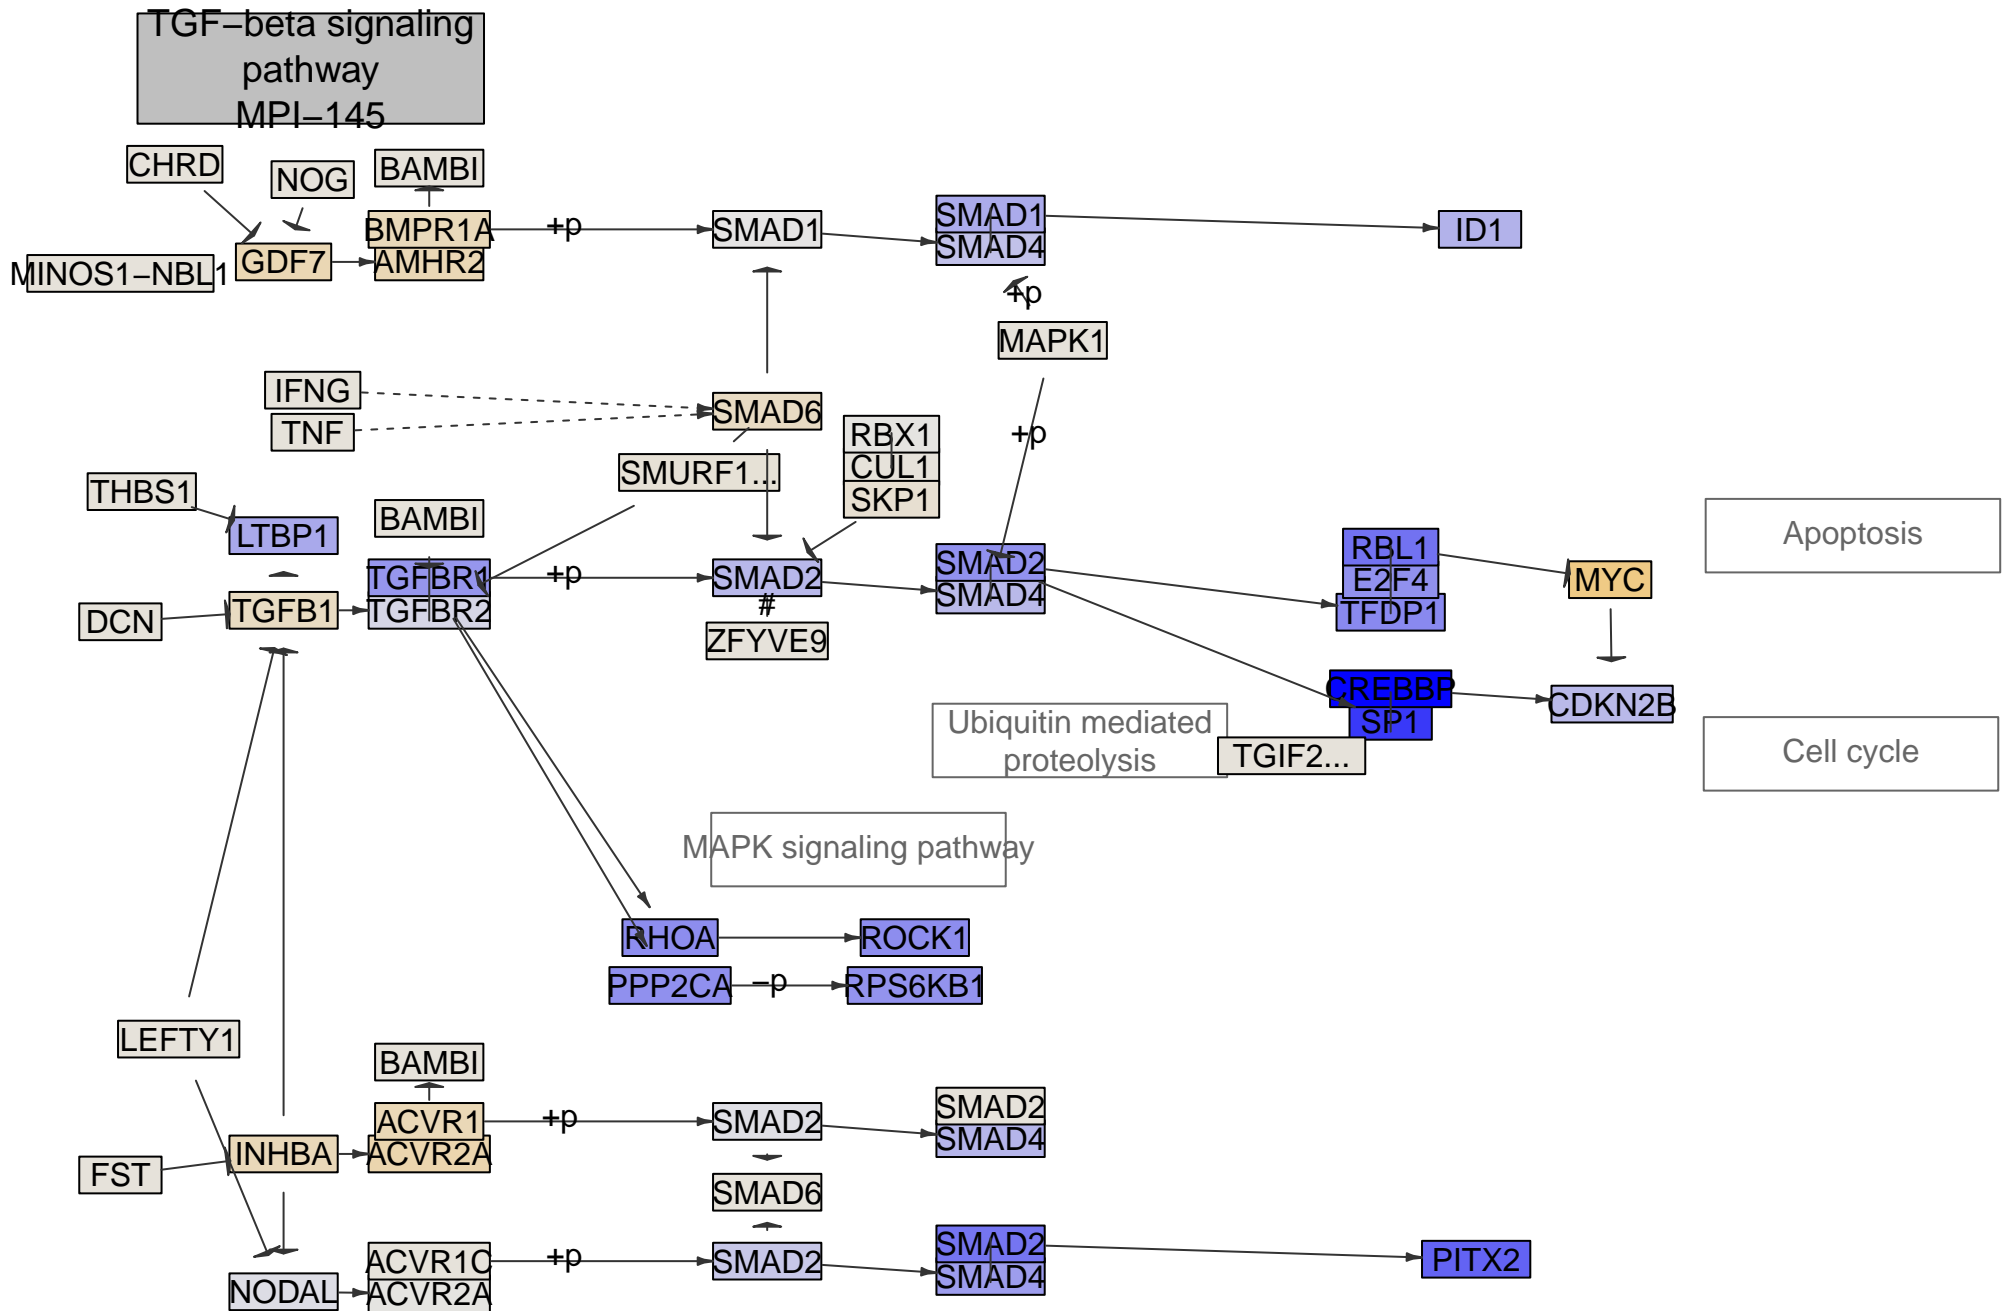 TGF−beta signaling
pathway
MPI−145
CHRD
NOG
BAMBI
BMPR1A
+p
SMAD1
SMAD1
SMAD4
ID1
MINOS1−NBL1
GDF7
AMHR2
+p
MAPK1
IFNG
TNF
SMAD6
RBX1
CUL1
SKP1
+p
SMURF1...
THBS1
LTBP1
BAMBI
Apoptosis
TGFBR1
TGFBR2
+p
SMAD2
#
ZFYVE9
SMAD2
SMAD4
RBL1
E2F4
TFDP1
MYC
DCN
TGFB1
CREBBP
SP1
CDKN2B
Ubiquitin mediated
proteolysis
TGIF2...
Cell cycle
MAPK signaling pathway
RHOA
ROCK1
PPP2CA
−p
RPS6KB1
LEFTY1
BAMBI
ACVR1
ACVR2A
+p
SMAD2
SMAD2
SMAD4
INHBA
FST
SMAD6
ACVR1C
ACVR2A
+p
SMAD2
SMAD2
SMAD4
PITX2
NODAL